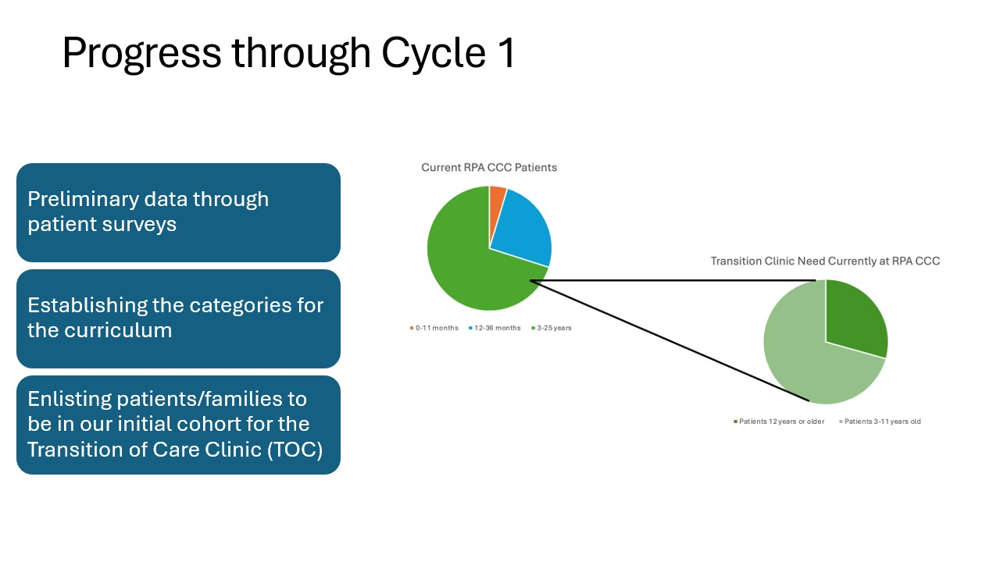 Progress through Cycle 1
Preliminary data through
patient surveys
Establishing the categories for
the curriculum
Enlisting patients/families to
be in our initial cohort for the
Transition of Care Clinic (TOC)
Current RPA CCC Patients
0-11 months 12-36 months 3-25 years
Transition Clinic Need Currently at RPA CCC
Patients 12 years or older Patients 3-11 years old